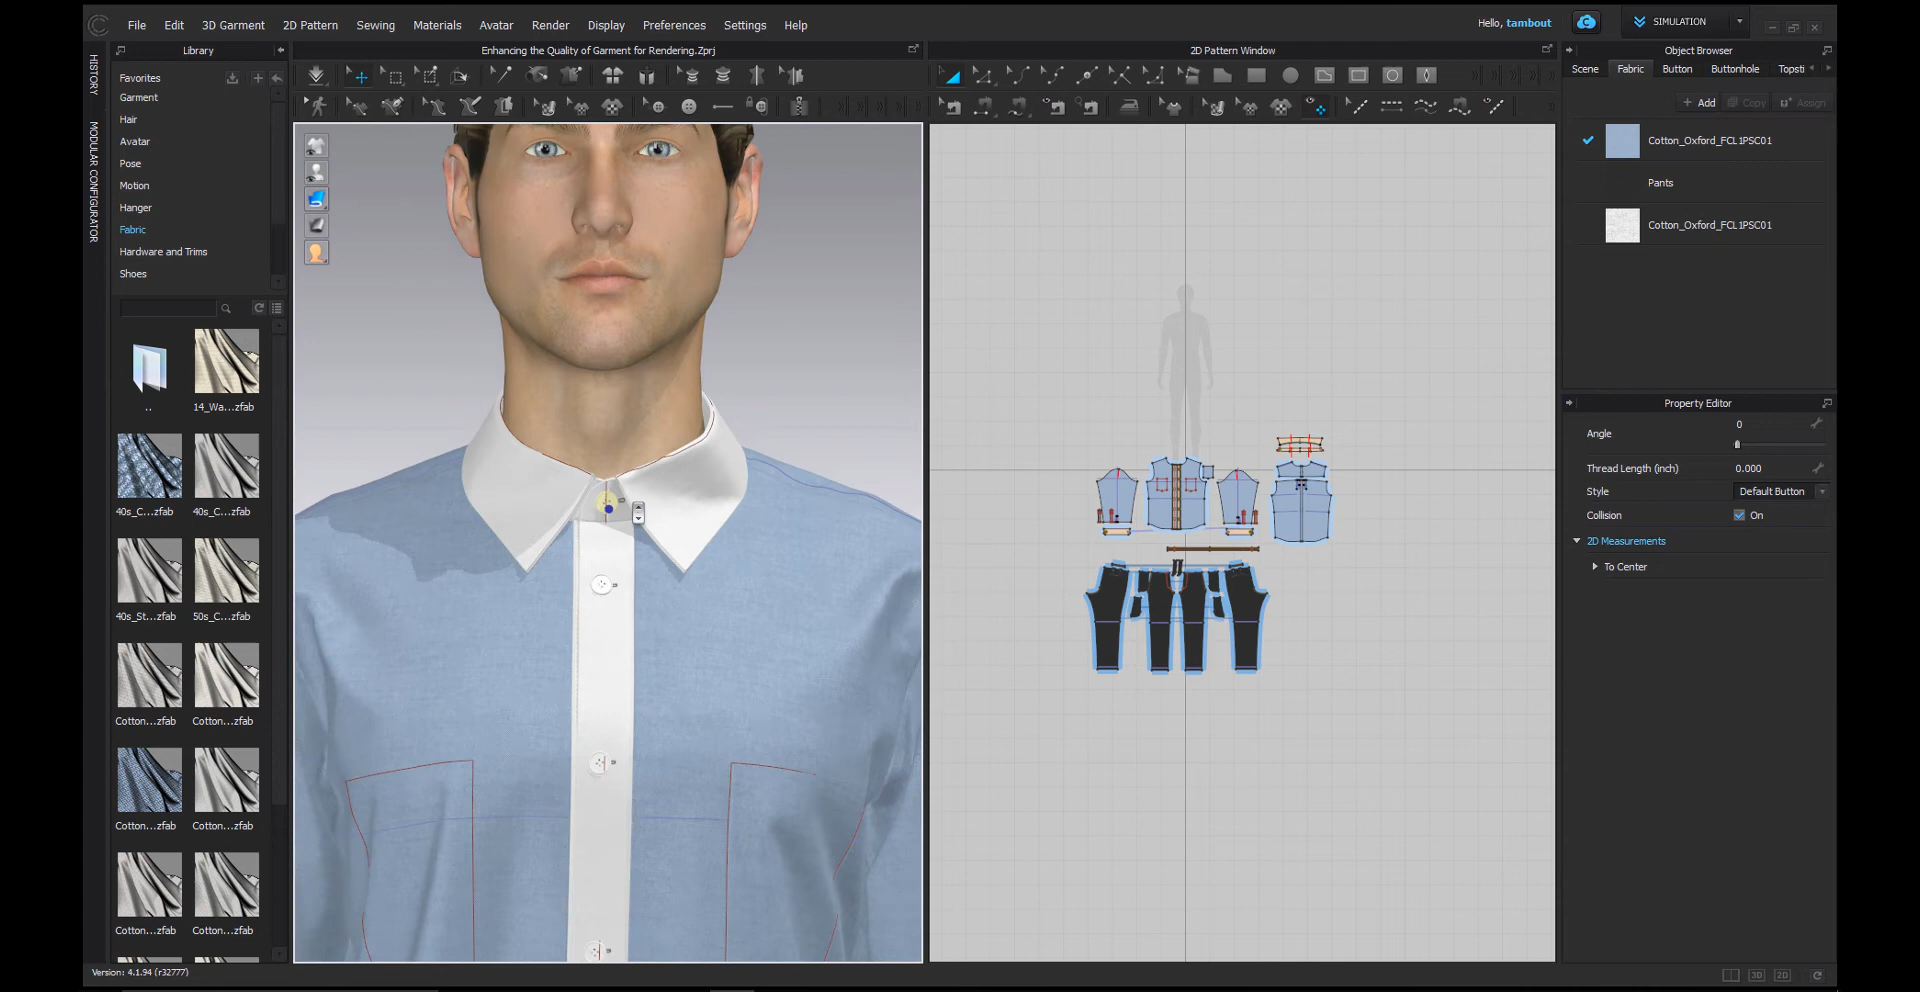 File Edit 3D Garment 2D Pattern Sewing Materials Avatar Render Display Preferences Settings Help
Hello, tambout
SIMULATION
HISTORY
MODULAR CONFIGURATOR
Library
Favorites
Garment
Hair
Avatar
Pose
Motion
Hanger
Fabric
Hardware and Trims
Shoes
.. 14_Wa...zfab
40s_C...zfab 40s_C...zfab
40s_St...zfab 50s_C...zfab
Cotton...zfab Cotton...zfab
Cotton...zfab Cotton...zfab
Cotton...zfab Cotton...zfab
Version: 4.1.94 (r32777)
Enhancing the Quality of Garment for Rendering.Zprj
2D Pattern Window
Object Browser
Scene Fabric Button Buttonhole Topsti
+ Add Copy Assign
Cotton_Oxford_FCL1PSC01
Pants
Cotton_Oxford_FCL1PSC01
Property Editor
Angle 0
Thread Length (inch) 0.000
Style Default Button
Collision On
2D Measurements
To Center
3D 2D